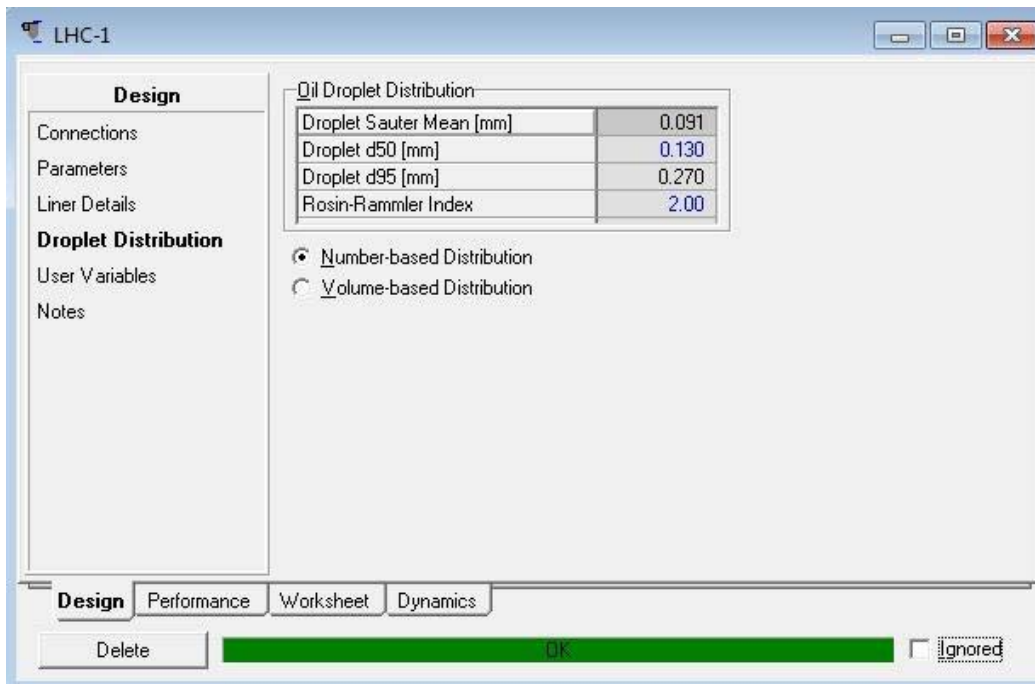 LHC-1
Design
Connections
Parameters
Liner Details
Droplet Distribution
User Variables
Notes
Oil Droplet Distribution
Droplet Sauter Mean [mm] 0.091
Droplet d50 [mm] 0.130
Droplet d95 [mm] 0.270
Rosin-Rammler Index 2.00
Number-based Distribution
Volume-based Distribution
Design Performance Worksheet Dynamics
Delete OK Ignored